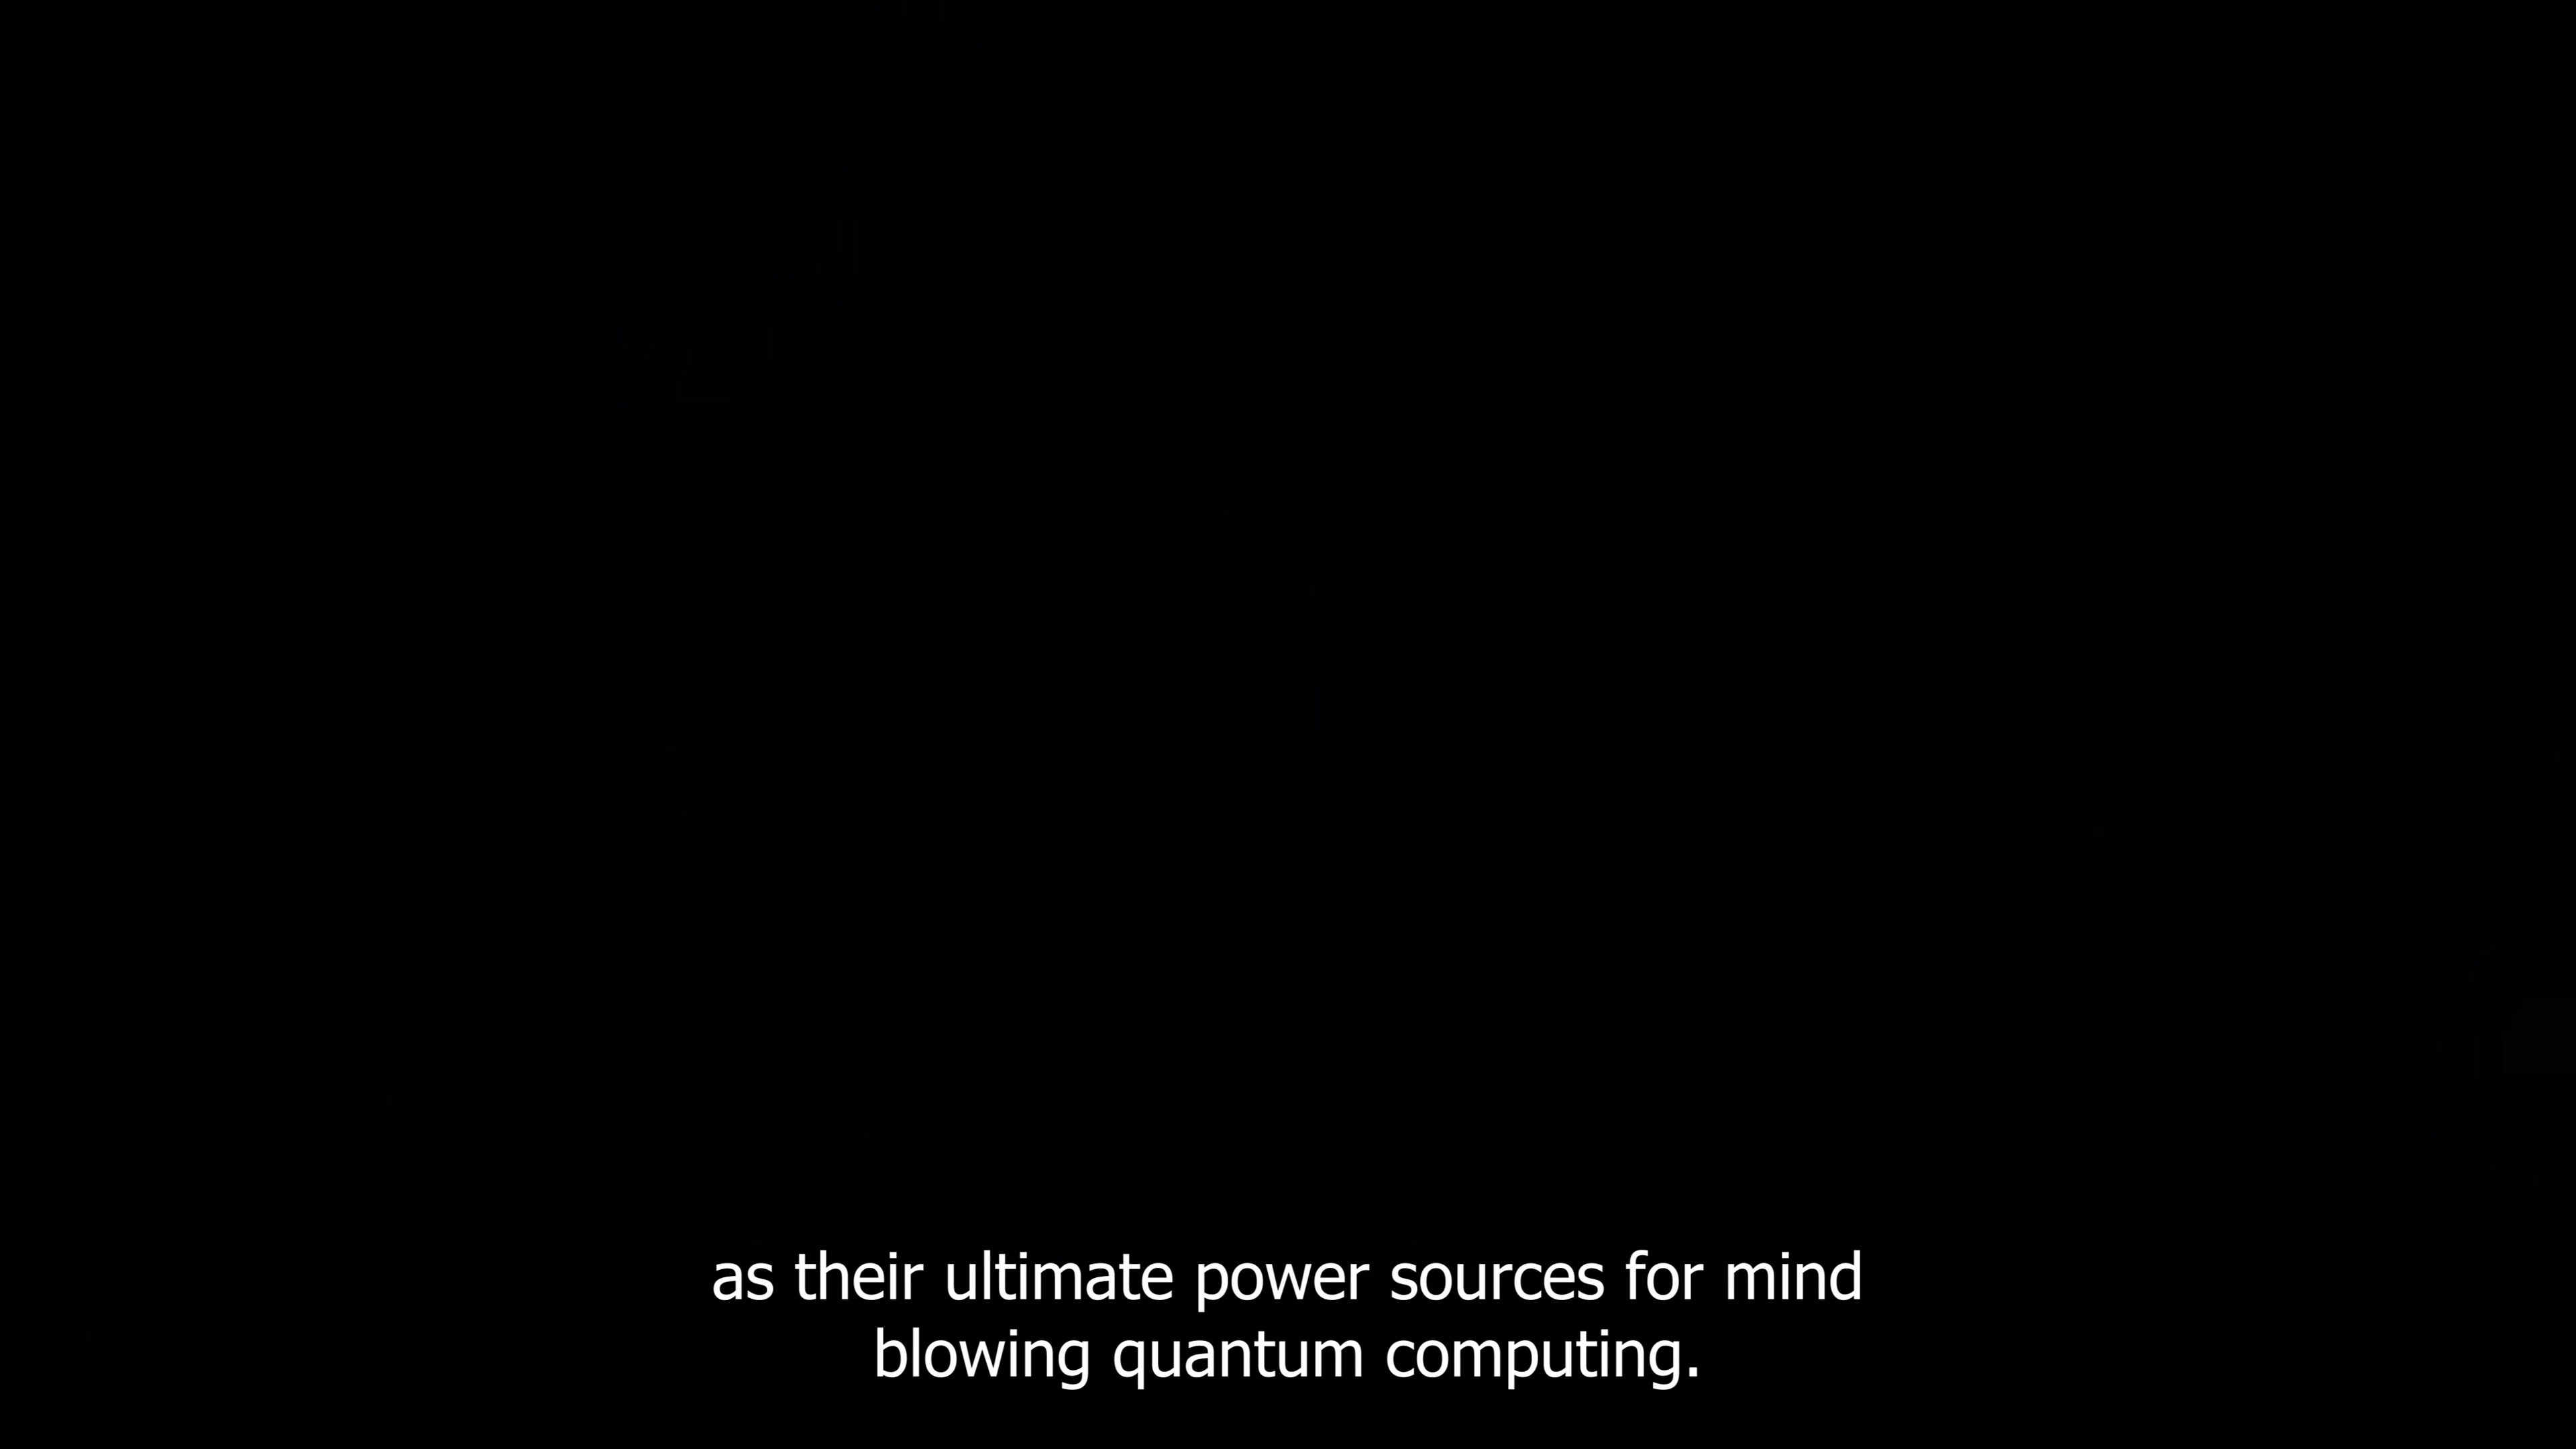 as their ultimate power sources for mind
blowing quantum computing.